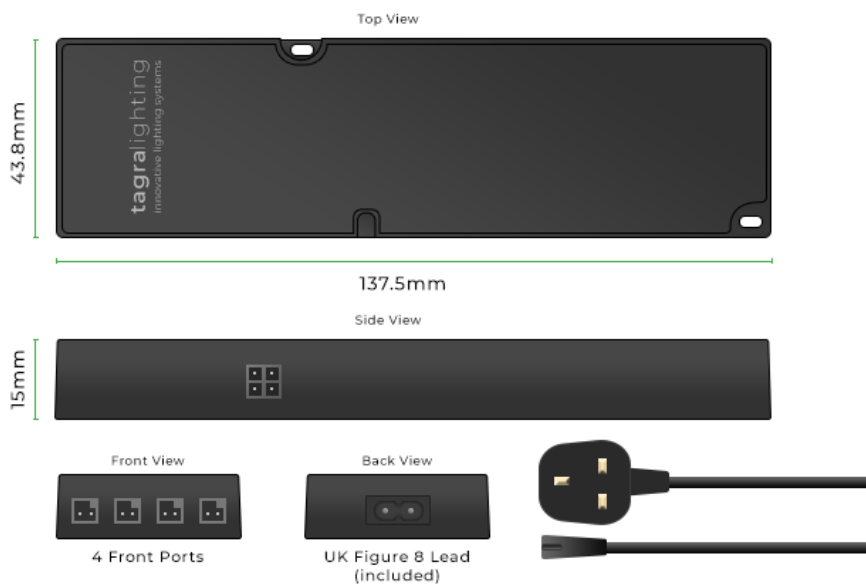 Top View
43.8mm
tagralighting
innovative lighting systems
137.5mm
Side View
15mm
Front View
Back View
4 Front Ports
UK Figure 8 Lead
(included)